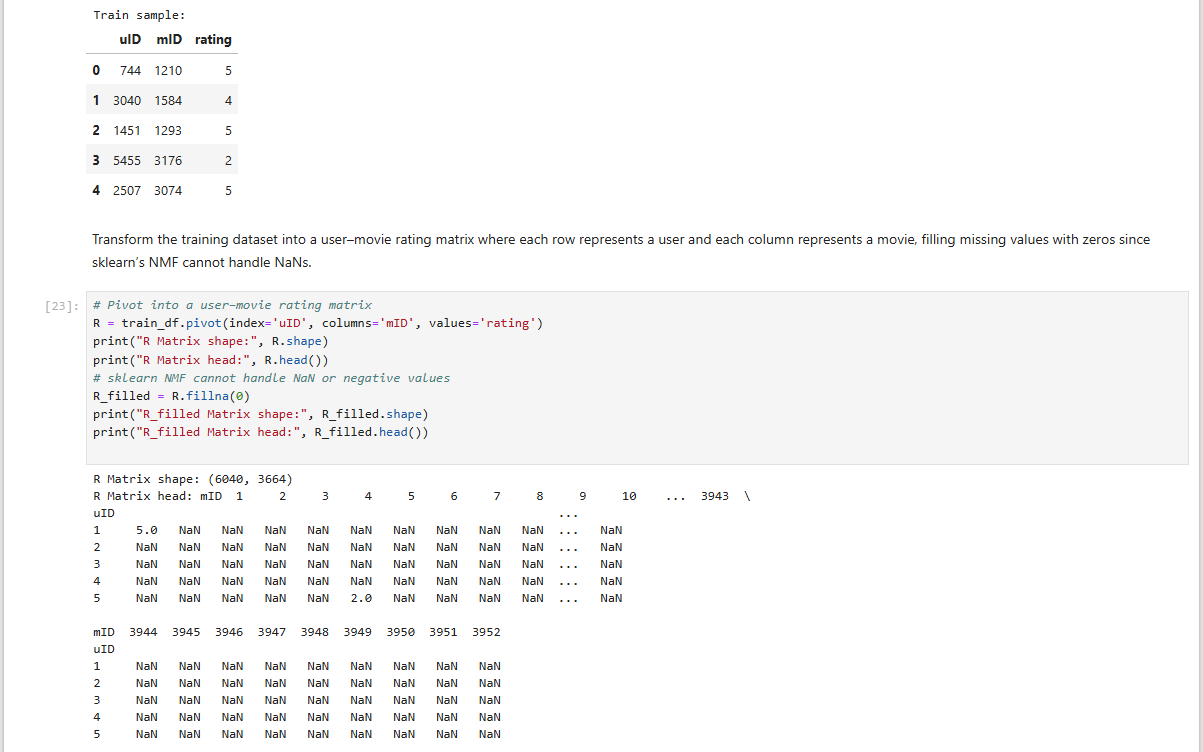 Train sample:
uID mID rating
0 744 1210 5
1 3040 1584 4
2 1451 1293 5
3 5455 3176 2
4 2507 3074 5
Transform the training dataset into a user–movie rating matrix where each row represents a user and each column represents a movie, filling missing values with zeros since
sklearn's NMF cannot handle NaNs.
[23]: # Pivot into a user–movie rating matrix
R = train_df.pivot(index='uID', columns='mID', values='rating')
print("R Matrix shape:", R.shape)
print("R Matrix head:", R.head())
# sklearn NMF cannot handle NaN or negative values
R_filled = R.fillna(0)
print("R_filled Matrix shape:", R_filled.shape)
print("R_filled Matrix head:", R_filled.head())
R Matrix shape: (6040, 3664)
R Matrix head: mID 1 2 3 4 5 6 7 8 9 10 ... 3943 \
uID ...
1 5.0 NaN NaN NaN NaN NaN NaN NaN NaN NaN ... NaN
2 NaN NaN NaN NaN NaN NaN NaN NaN NaN NaN ... NaN
3 NaN NaN NaN NaN NaN NaN NaN NaN NaN NaN ... NaN
4 NaN NaN NaN NaN NaN NaN NaN NaN NaN NaN ... NaN
5 NaN NaN NaN NaN NaN 2.0 NaN NaN NaN NaN ... NaN
mID 3944 3945 3946 3947 3948 3949 3950 3951 3952
uID
1 NaN NaN NaN NaN NaN NaN NaN NaN NaN
2 NaN NaN NaN NaN NaN NaN NaN NaN NaN
3 NaN NaN NaN NaN NaN NaN NaN NaN NaN
4 NaN NaN NaN NaN NaN NaN NaN NaN NaN
5 NaN NaN NaN NaN NaN NaN NaN NaN NaN